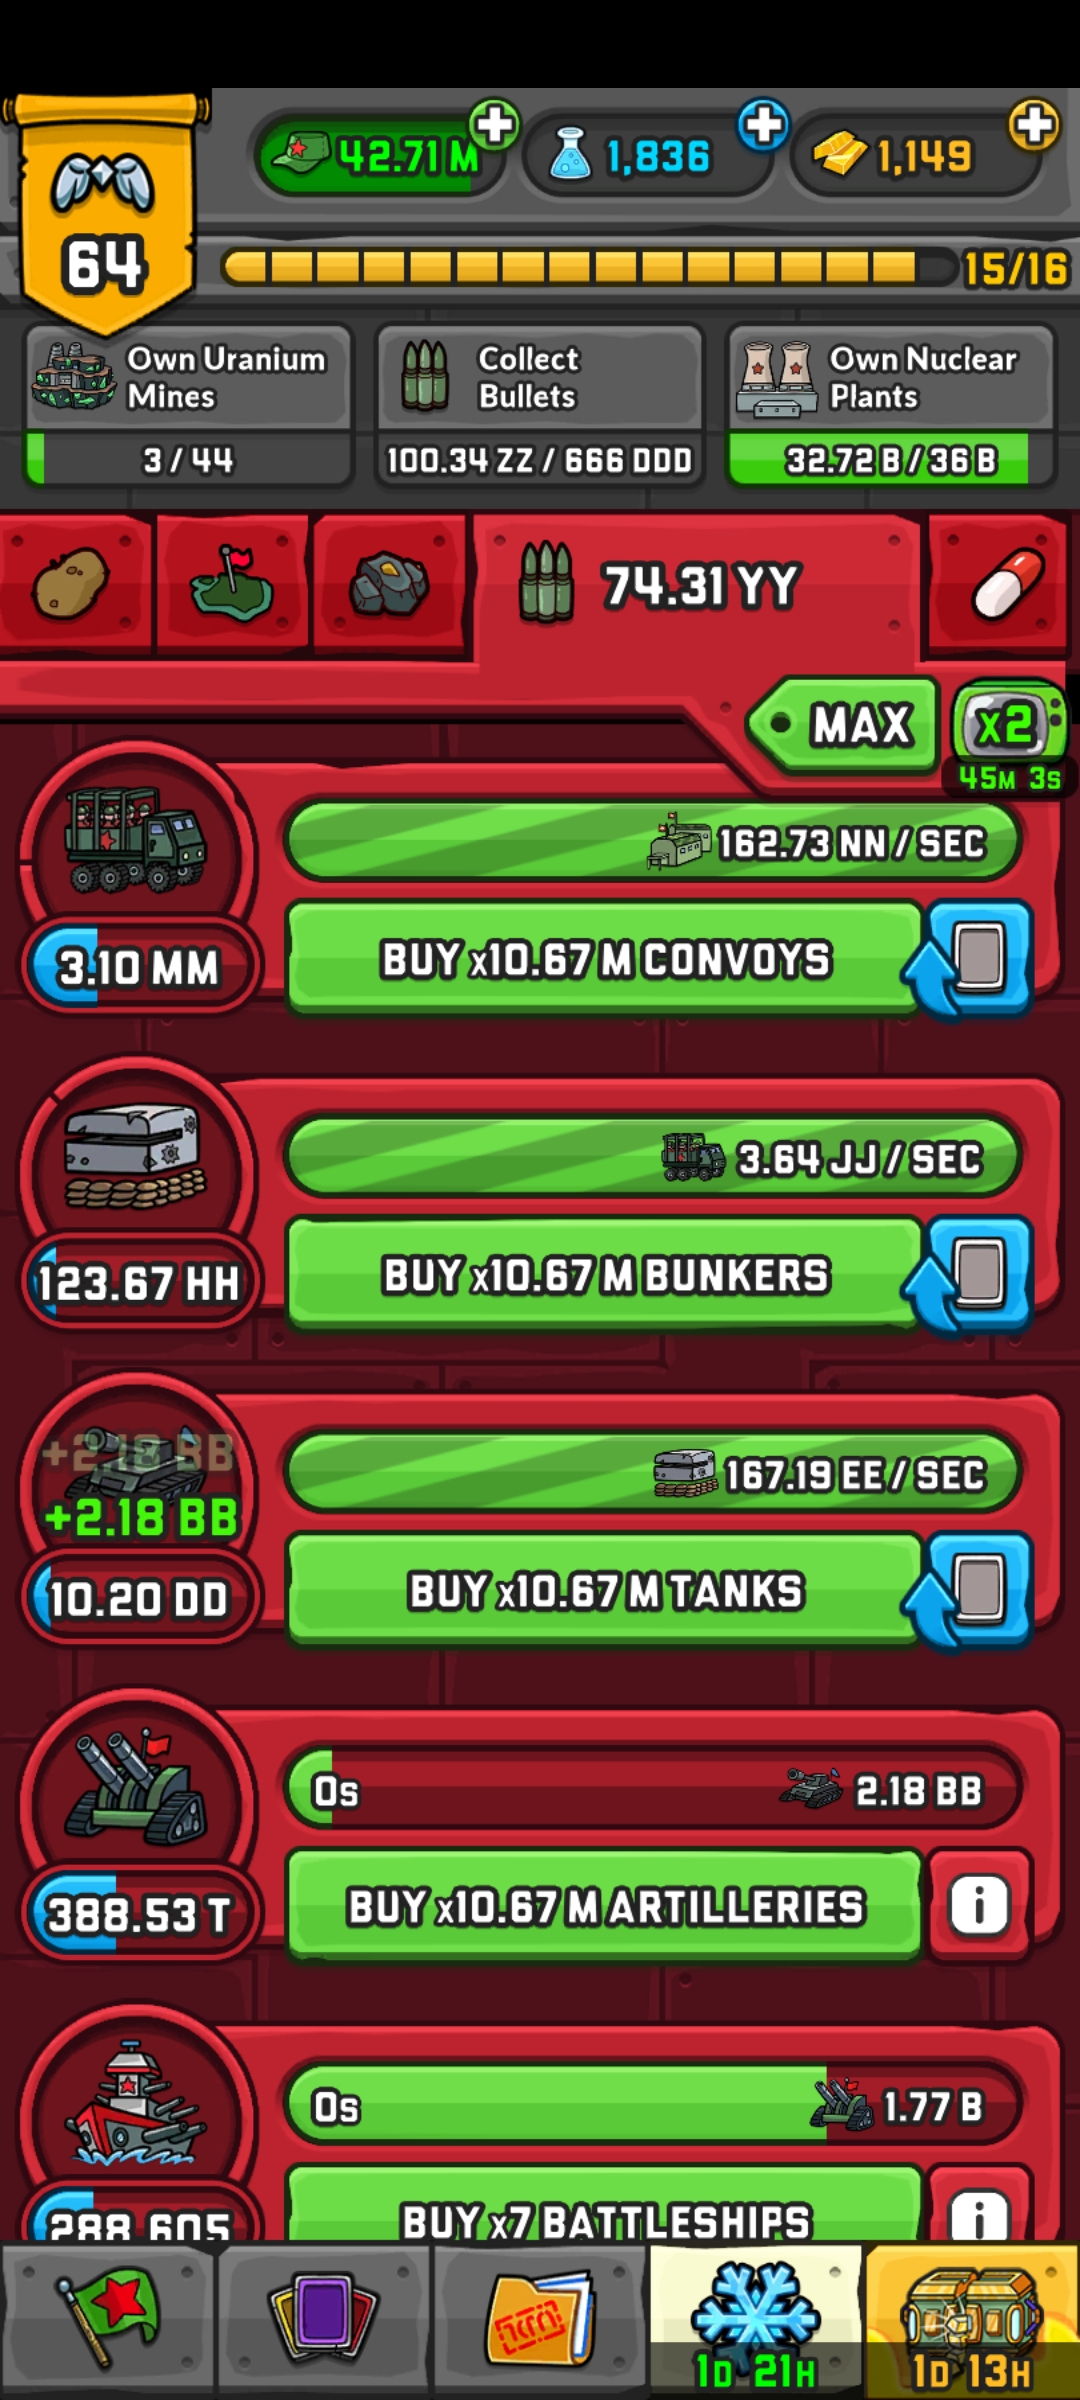 42.71 M
1,836
1,149
64
15/16
Own Uranium
Mines
3 / 44
Collect
Bullets
100.34 ZZ / 666 DDD
Own Nuclear
Plants
32.72 B / 36 B
74.31 YY
MAX
x2
45M 3S
162.73 NN / SEC
3.10 MM
BUY x10.67 M CONVOYS
3.64 JJ / SEC
123.67 HH
BUY x10.67 M BUNKERS
+2.18 BB
+2.18 BB
167.19 EE / SEC
10.20 DD
BUY x10.67 M TANKS
0s
2.18 BB
388.53 T
BUY x10.67 M ARTILLERIES
i
0s
1.77 B
288,605
BUY x7 BATTLESHIPS
i
1D 21H
1D 13H